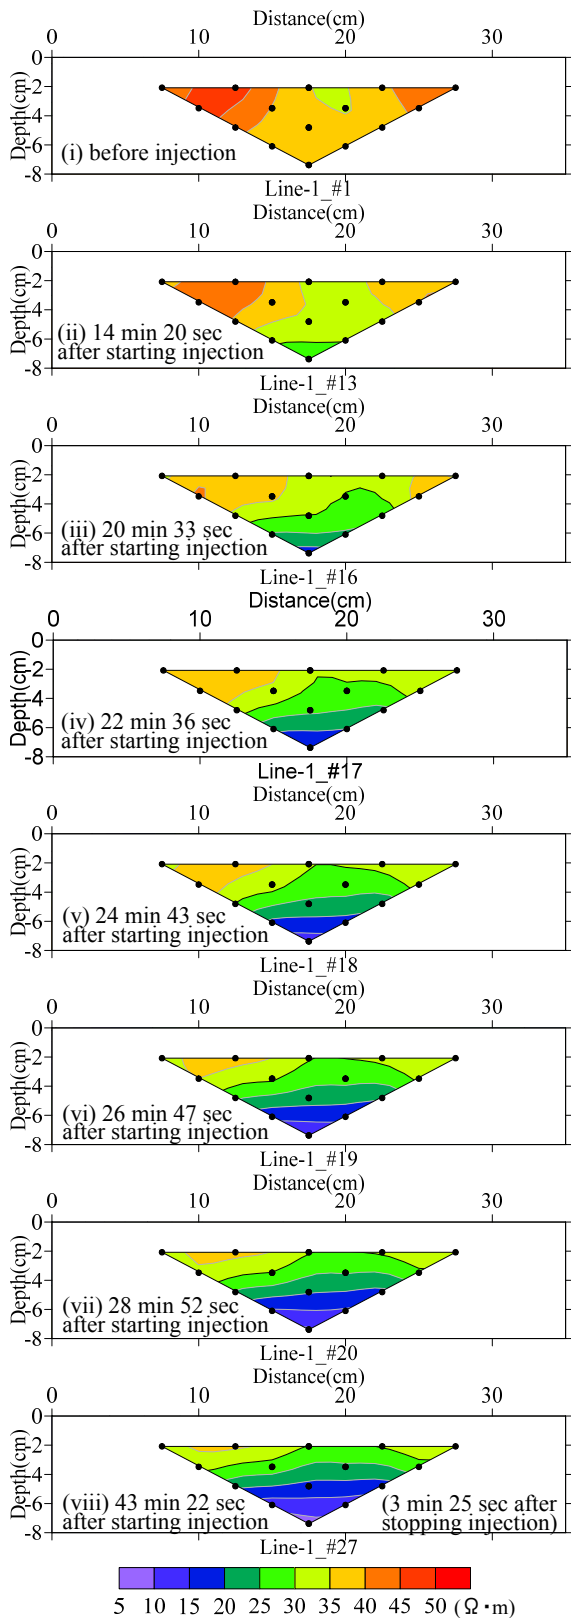 Distance(cm)
0 10 20 30
0
-2
-4
-6
-8
Depth(cm)
(i) before injection
Line-1_#1
Distance(cm)
0 10 20 30
0
-2
-4
-6
-8
Depth(cm)
(ii) 14 min 20 sec
after starting injection
Line-1_#13
Distance(cm)
0 10 20 30
0
-2
-4
-6
-8
Depth(cm)
(iii) 20 min 33 sec
after starting injection
Line-1_#16
Distance(cm)
0 10 20 30
0
-2
-4
-6
-8
Depth(cm)
(iv) 22 min 36 sec
after starting injection
Line-1_#17
Distance(cm)
0 10 20 30
0
-2
-4
-6
-8
Depth(cm)
(v) 24 min 43 sec
after starting injection
Line-1_#18
Distance(cm)
0 10 20 30
0
-2
-4
-6
-8
Depth(cm)
(vi) 26 min 47 sec
after starting injection
Line-1_#19
Distance(cm)
0 10 20 30
0
-2
-4
-6
-8
Depth(cm)
(vii) 28 min 52 sec
after starting injection
Line-1_#20
Distance(cm)
0 10 20 30
0
-2
-4
-6
-8
Depth(cm)
(viii) 43 min 22 sec
after starting injection
(3 min 25 sec after
stopping injection)
Line-1_#27
5 10 15 20 25 30 35 40 45 50 (Ω・m)